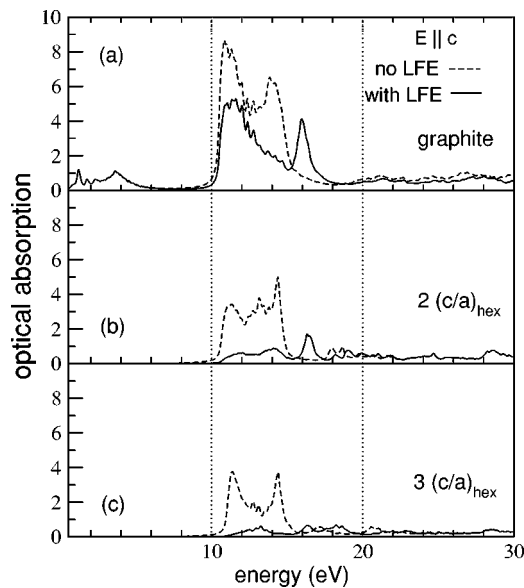 optical absorption
10
8
6
4
2
0
(a)
E || c
no LFE
with LFE
graphite
8
6
4
2
0
(b)
2 (c/a)hex
8
6
4
2
0
(c)
3 (c/a)hex
10
20
30
energy (eV)